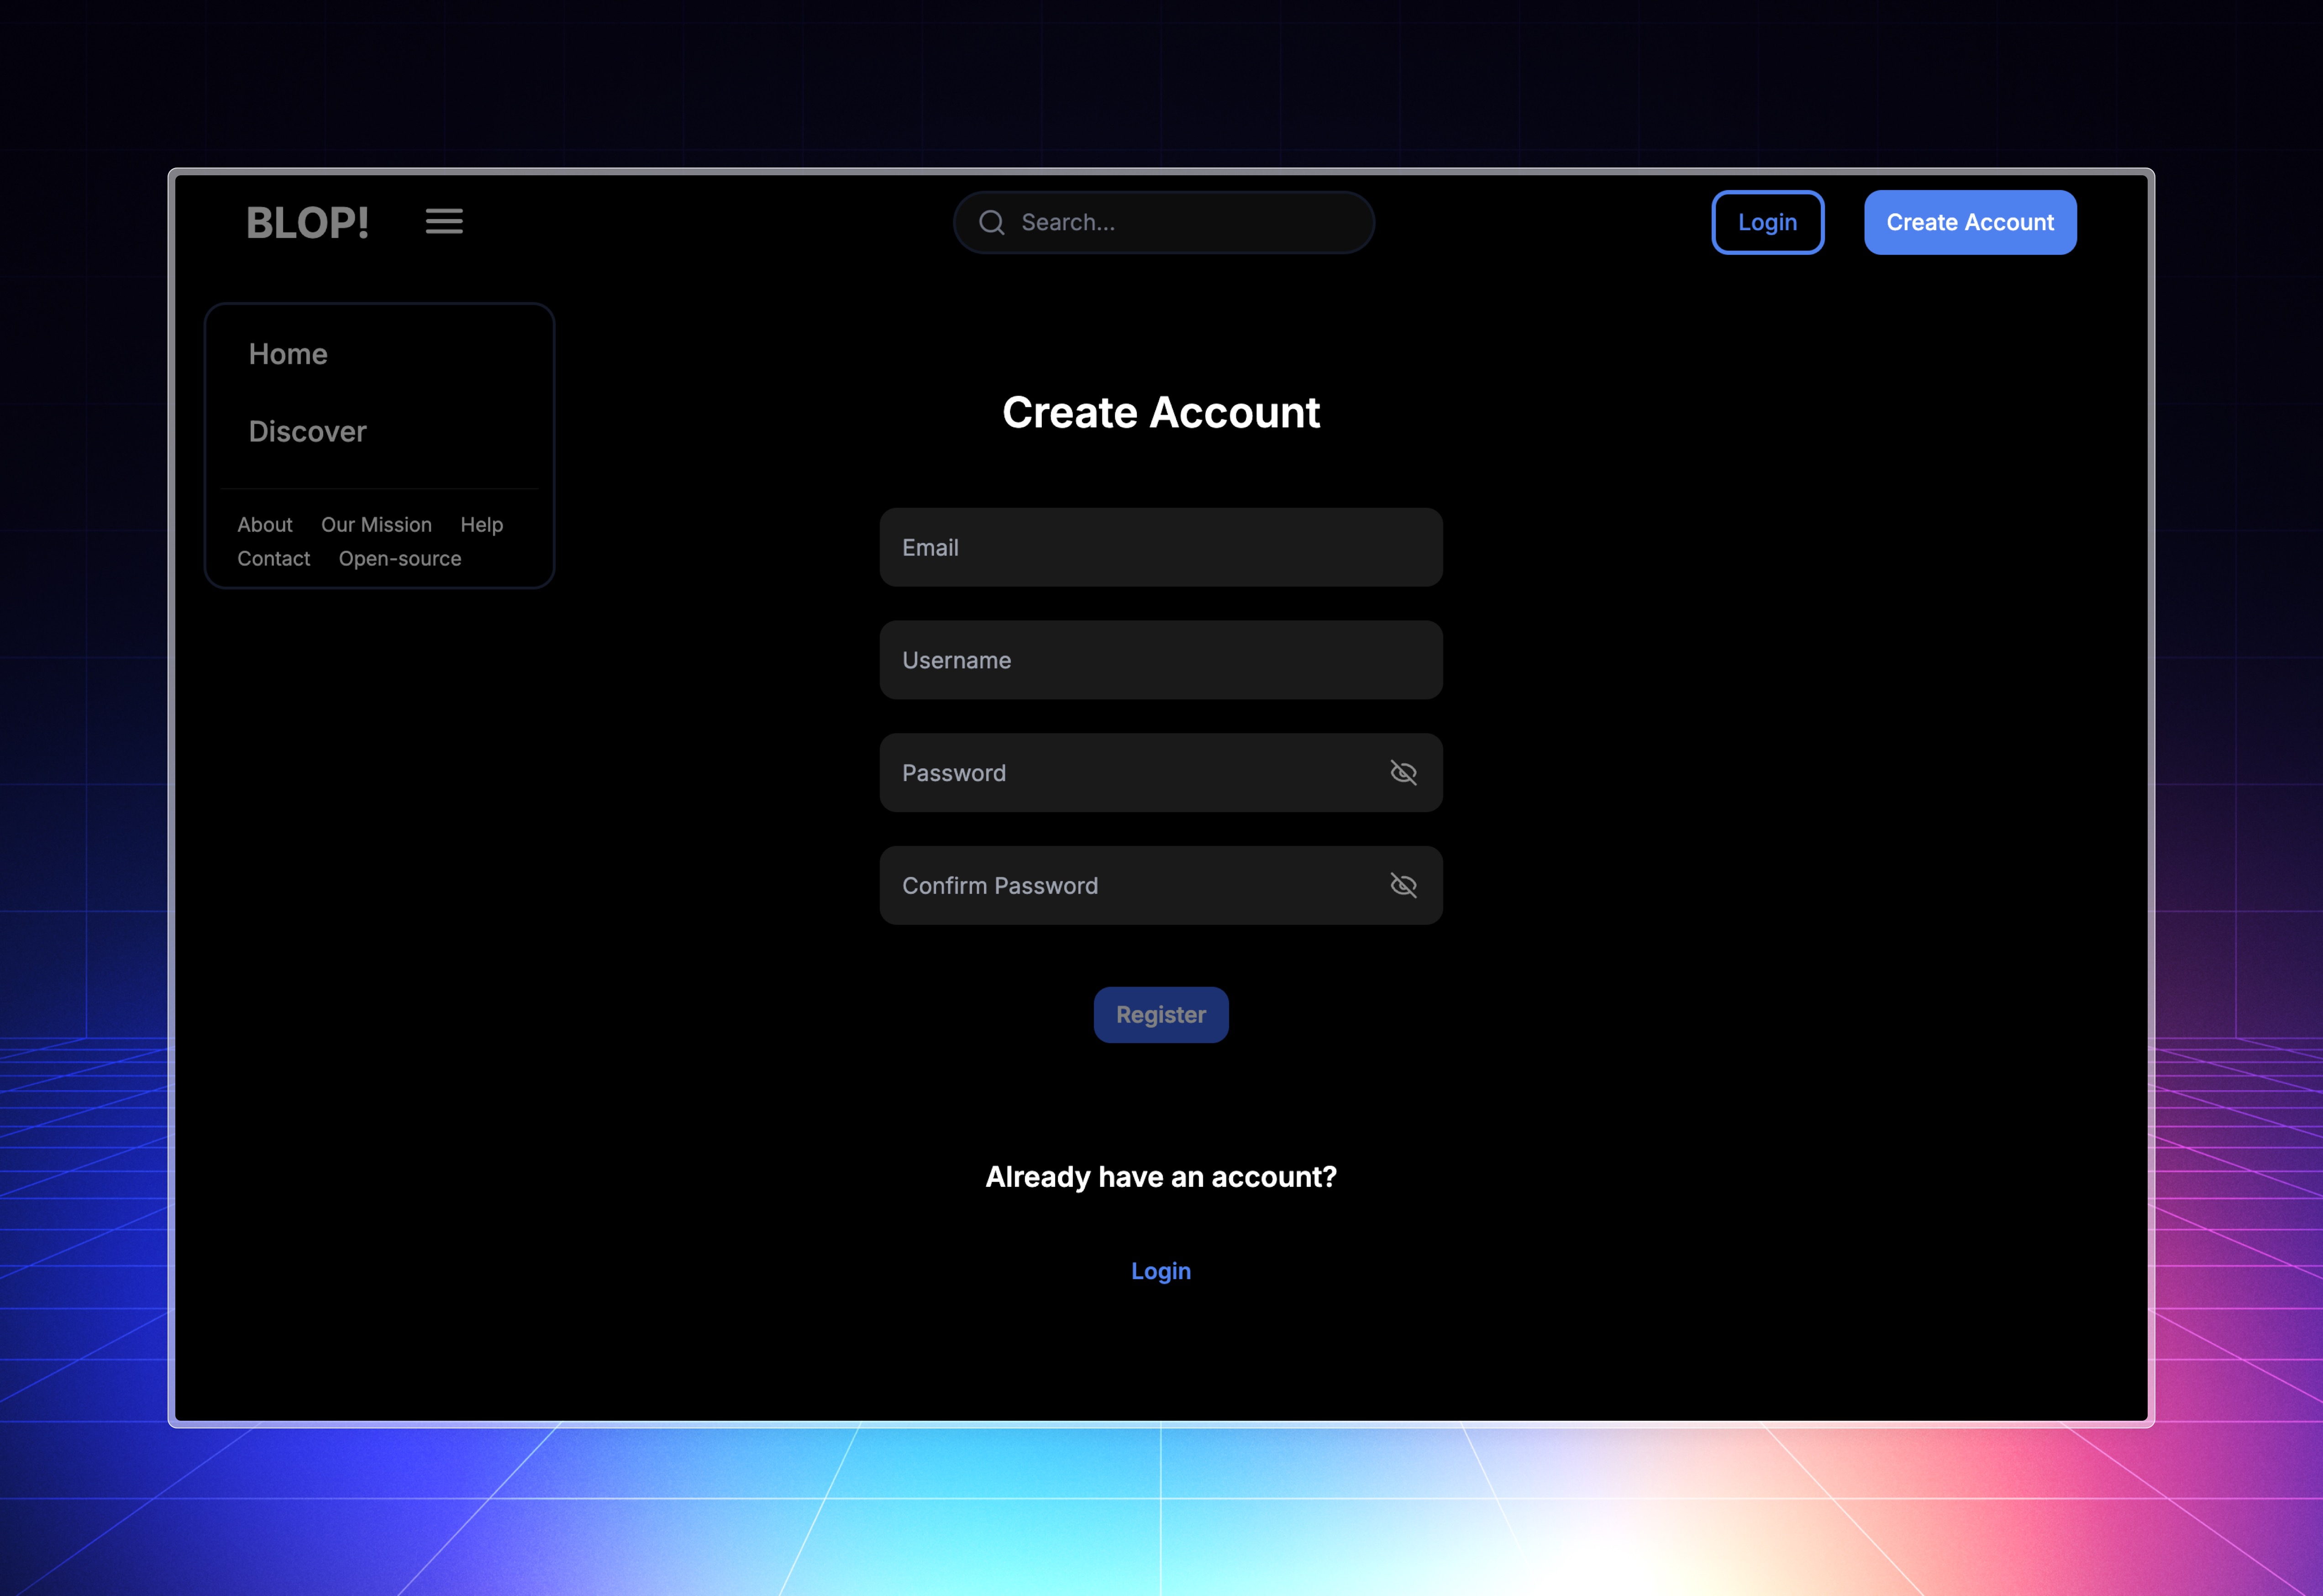 BLOP!
Search...
Login
Create Account
Home
Discover
About Our Mission Help
Contact Open-source
Create Account
Email
Username
Password
Confirm Password
Register
Already have an account?
Login